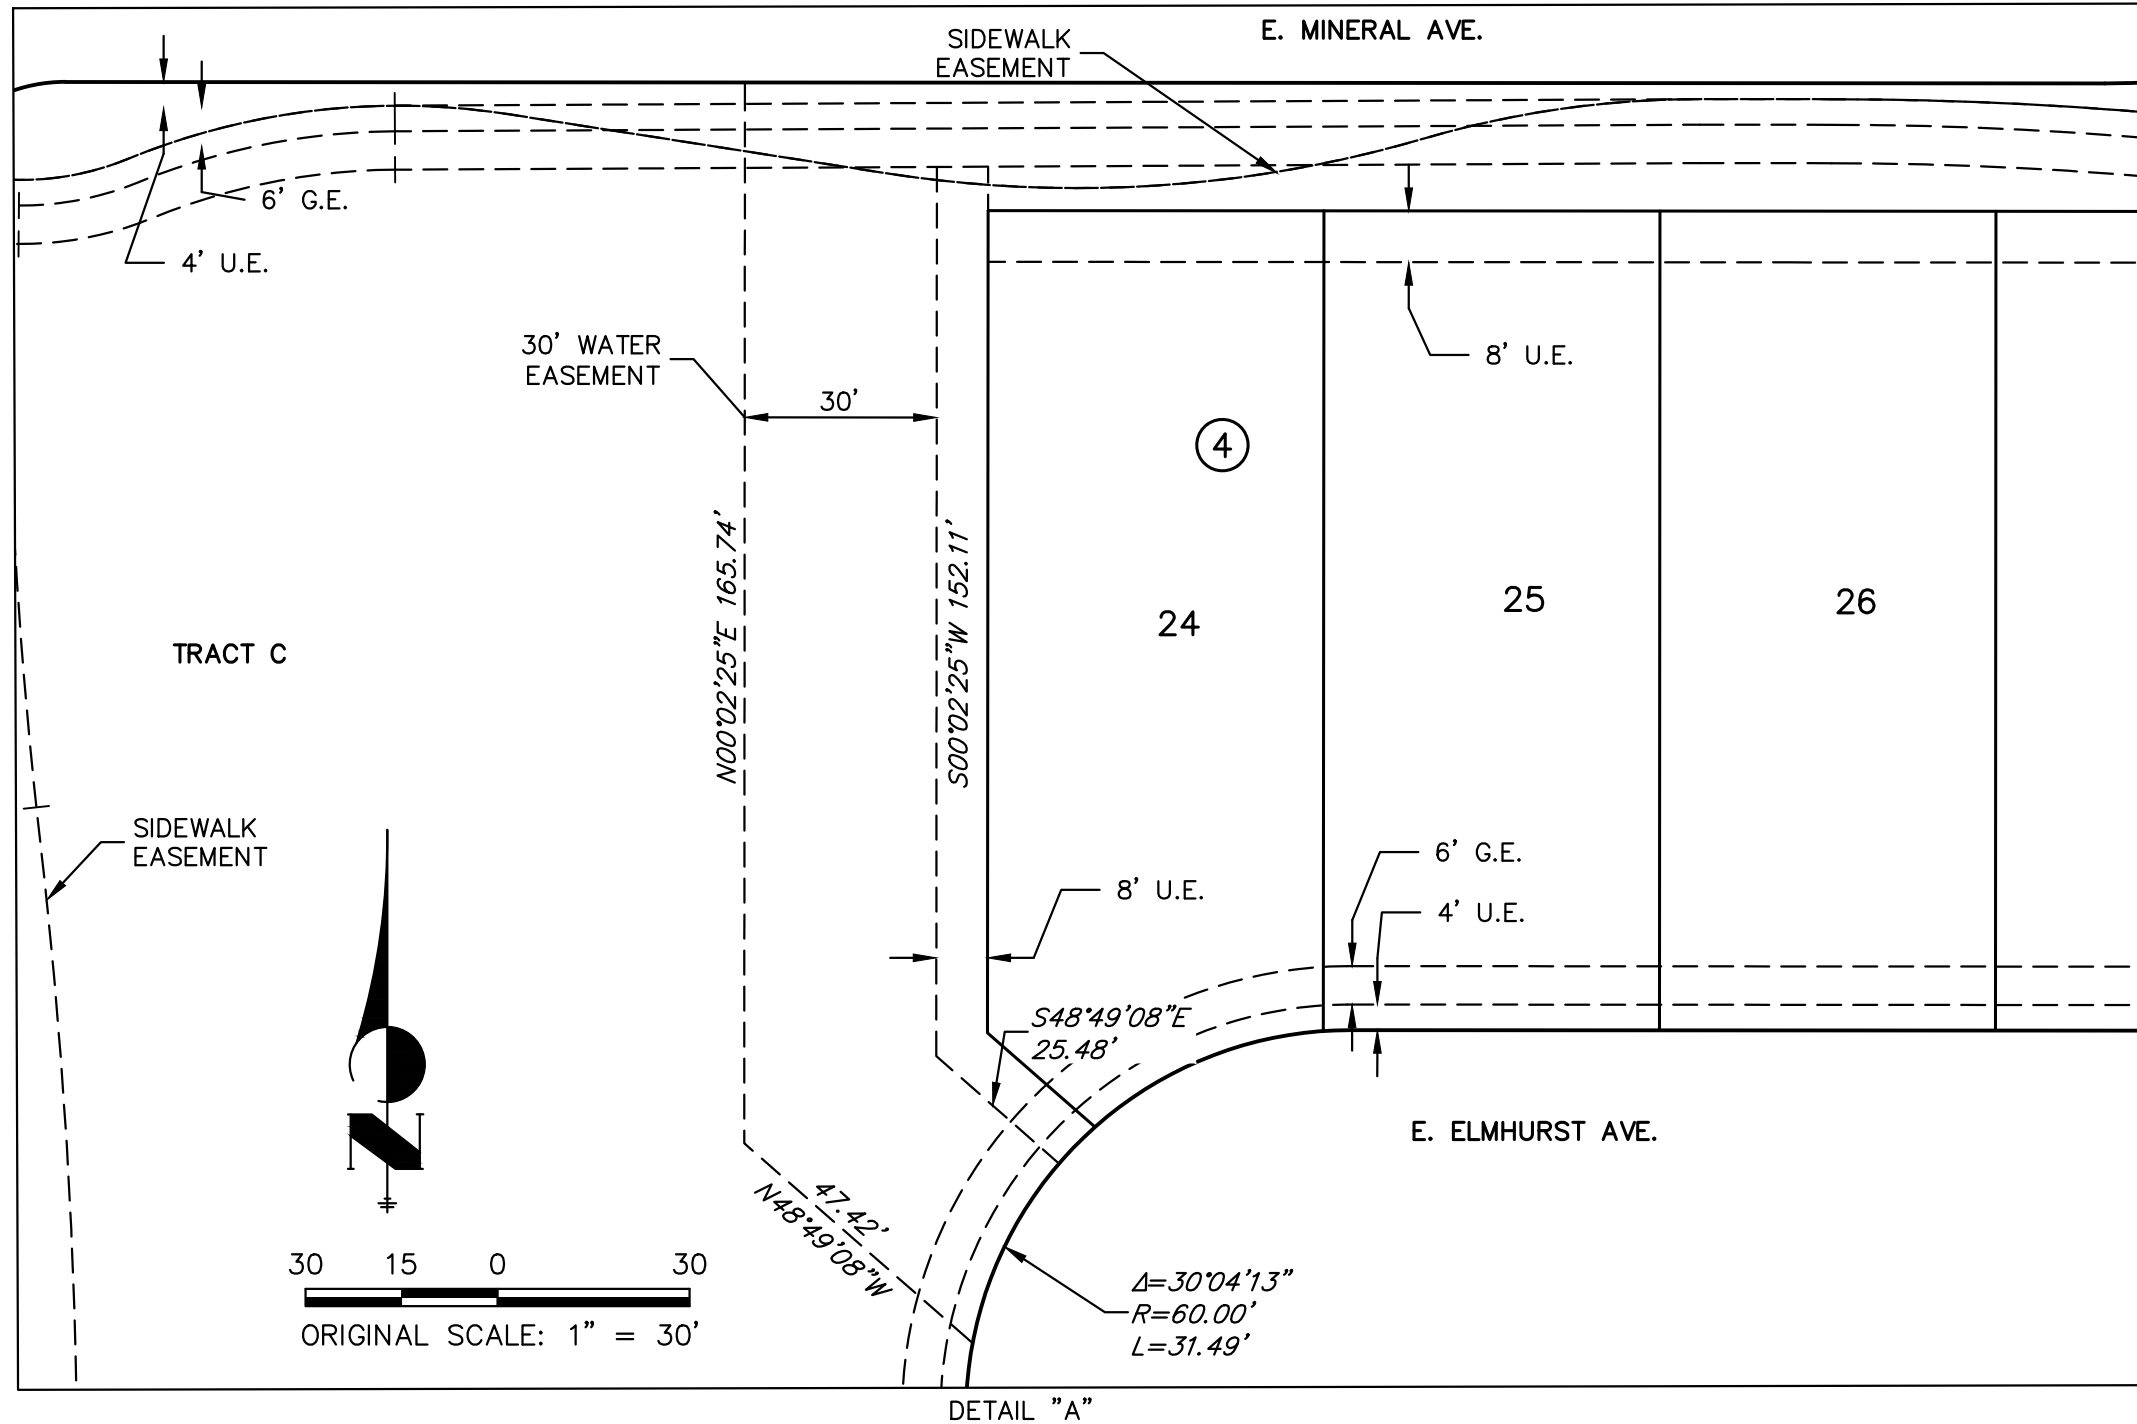 E. MINERAL AVE.
SIDEWALK
EASEMENT
6' G.E.
4' U.E.
30' WATER
EASEMENT
30'
8' U.E.
4
N00°02'25"E 165.74'
S00°02'25"W 152.11'
24
25
26
TRACT C
SIDEWALK
EASEMENT
8' U.E.
6' G.E.
4' U.E.
S48°49'08"E
25.48'
E. ELMHURST AVE.
N
47.42'
N48°49'08"W
30 15 0 30
ORIGINAL SCALE: 1" = 30'
Δ=30°04'13"
R=60.00'
L=31.49'
DETAIL "A"